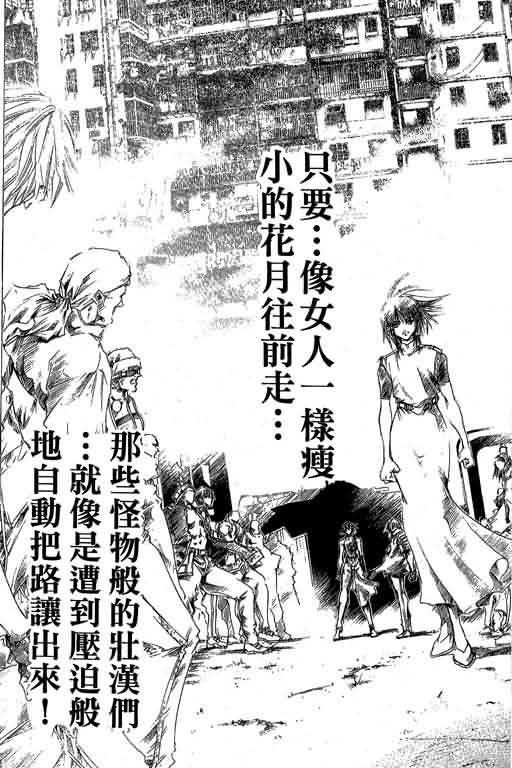 只要…像女人一樣瘦
小的花月往前走…
那些怪物般的壯漢們
…就像是遭到壓迫般
地自動把路讓出來！